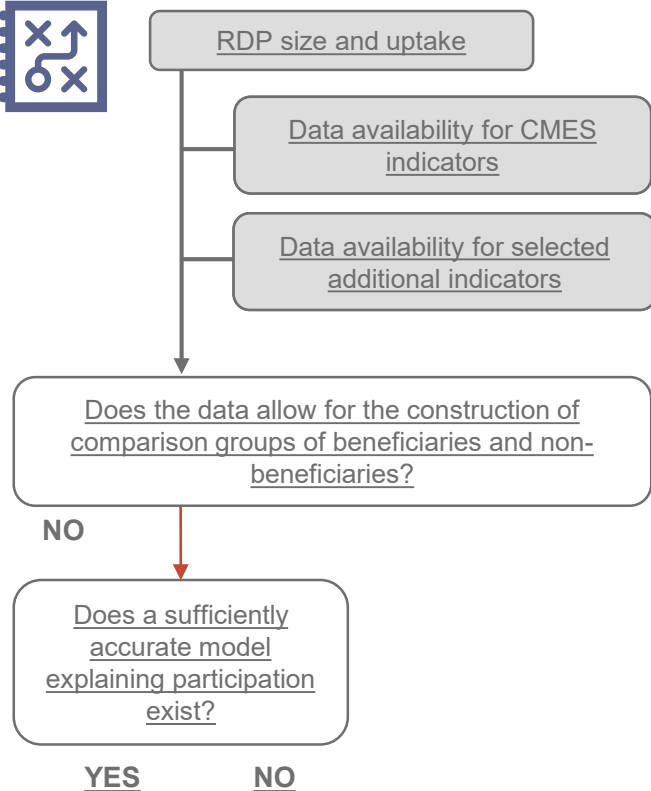 RDP size and uptake
Data availability for CMES
indicators
Data availability for selected
additional indicators
Does the data allow for the construction of
comparison groups of beneficiaries and non-
beneficiaries?
NO
Does a sufficiently
accurate model
explaining participation
exist?
YES NO